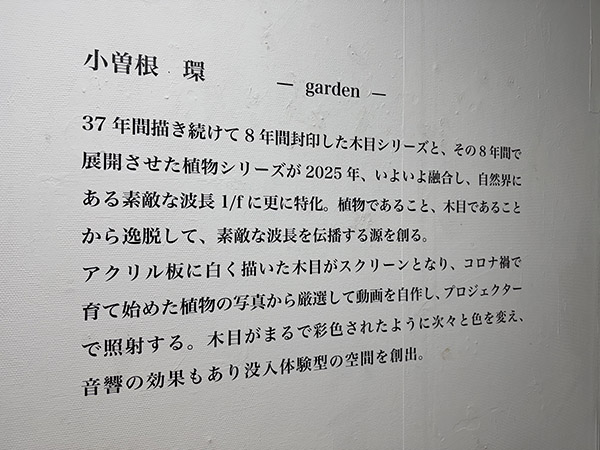 小曽根　環　— garden —
37 年間描き続けて 8 年間封印した木目シリーズと、その 8 年間で
展開させた植物シリーズが 2025 年、いよいよ融合し、自然界に
ある素敵な波長 1/f に更に特化。植物であること、木目であること
から逸脱して、素敵な波長を伝播する源を創る。
アクリル板に白く描いた木目がスクリーンとなり、コロナ禍で
育て始めた植物の写真から厳選して動画を自作し、プロジェクター
で照射する。木目がまるで彩色されたように次々と色を変え、
音響の効果もあり没入体験型の空間を創出。